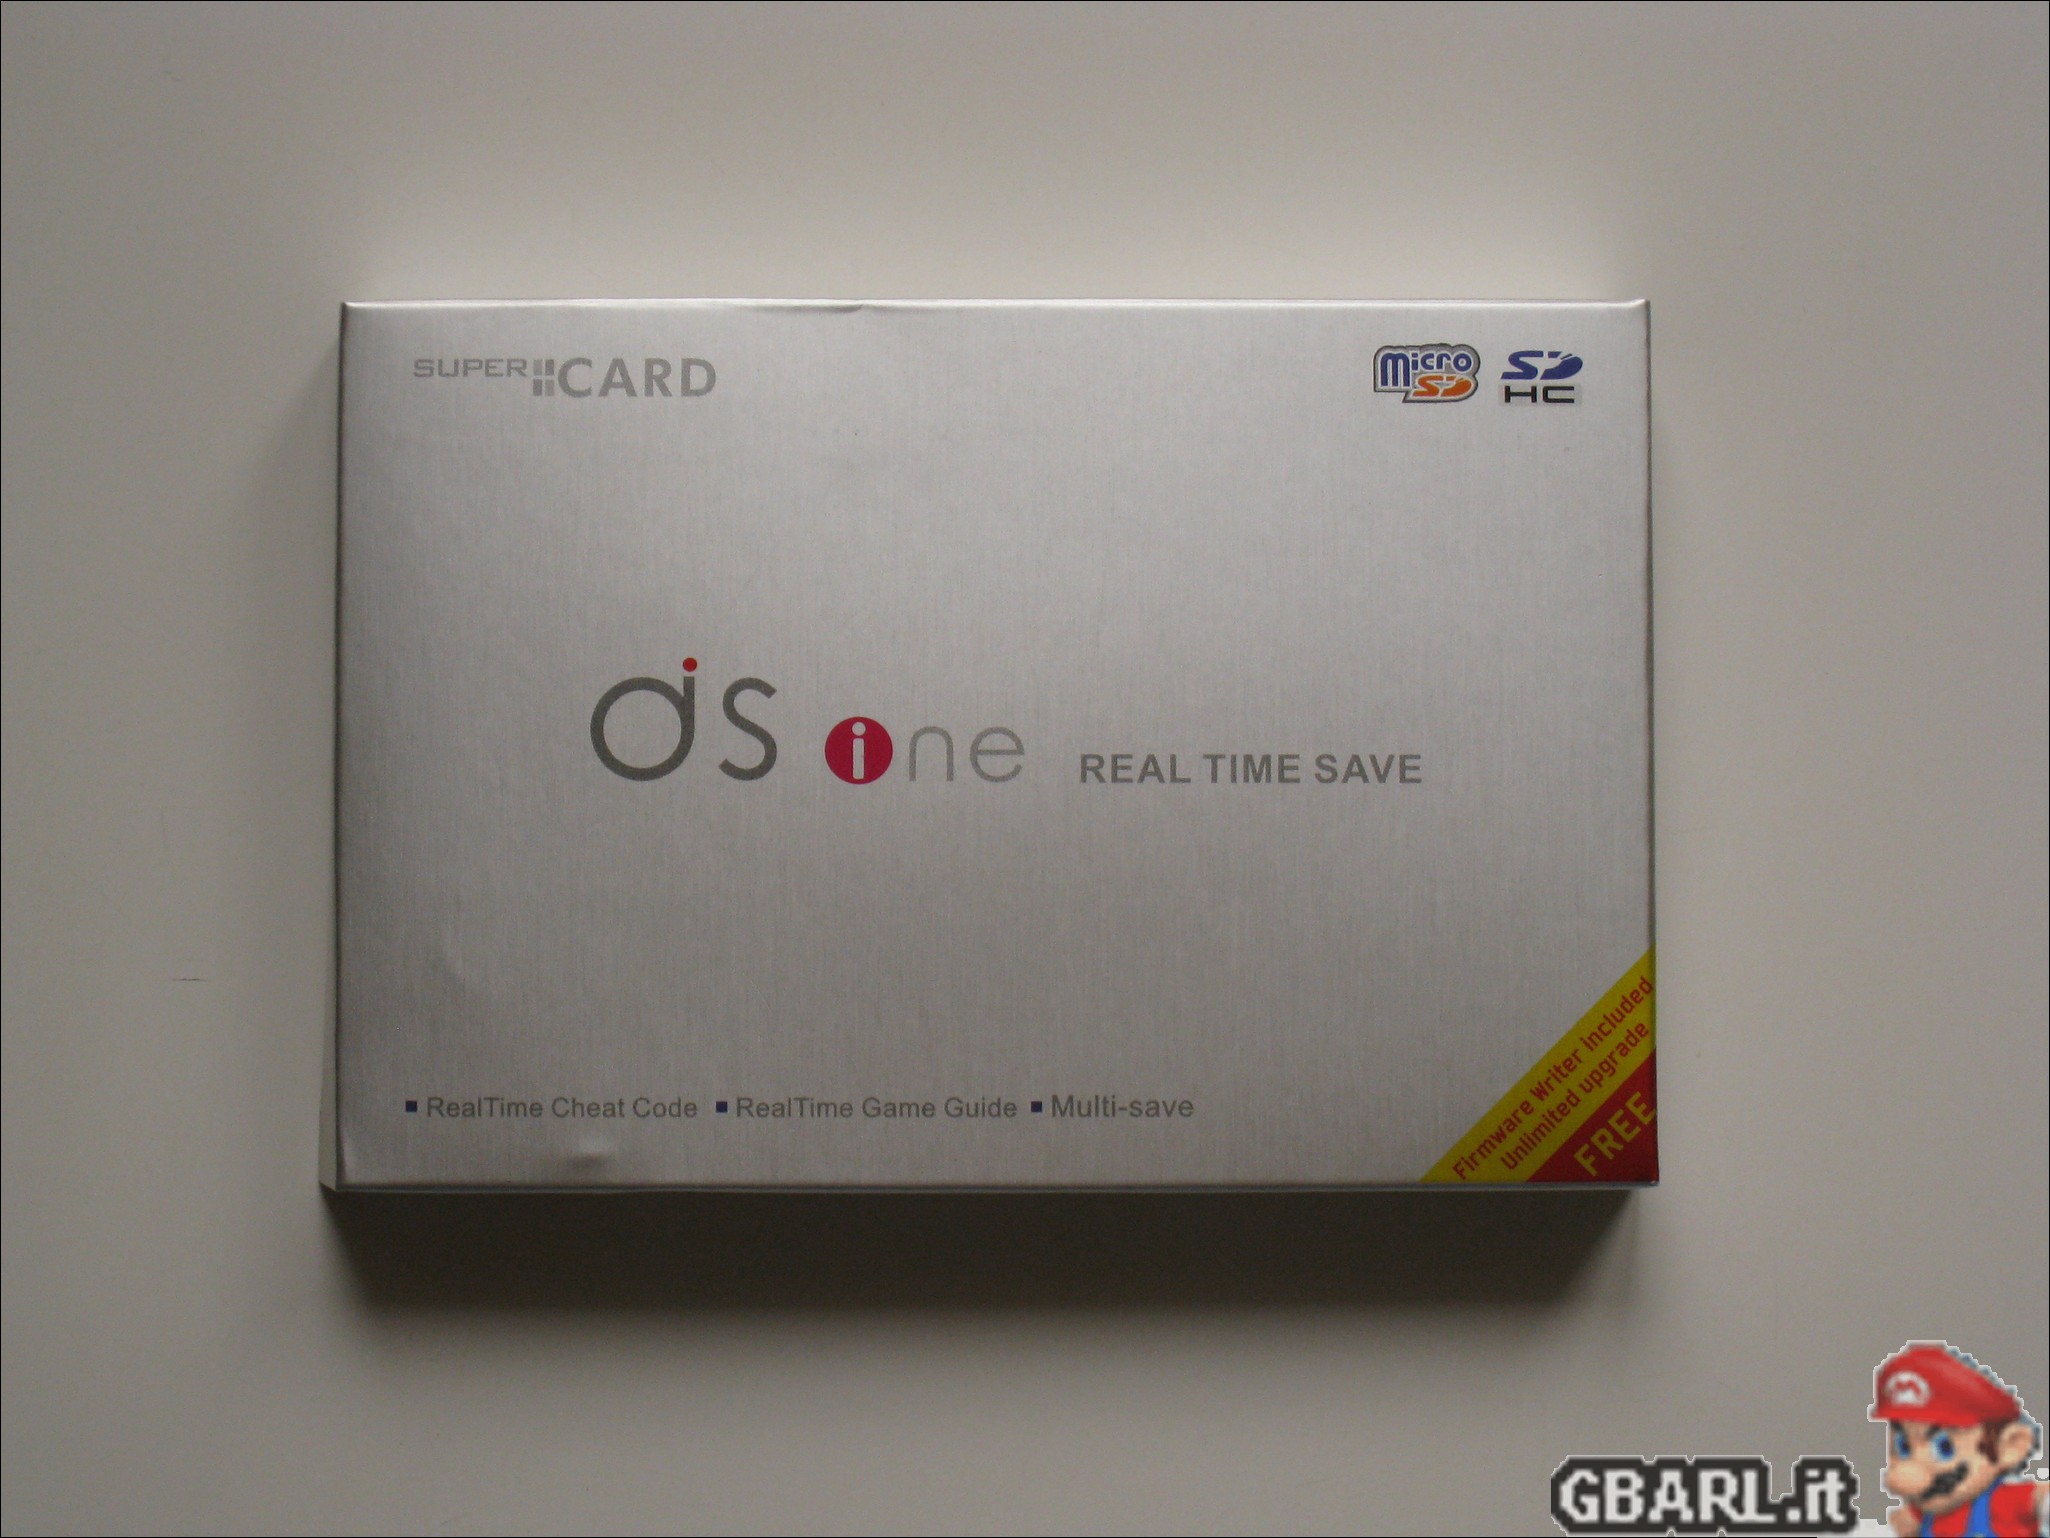 SUPER CARD
micro SD
SD HC
DS one REAL TIME SAVE
RealTime Cheat Code RealTime Game Guide Multi-save
Firmware Writer included
Unlimited upgrade
FREE
GBARL.it